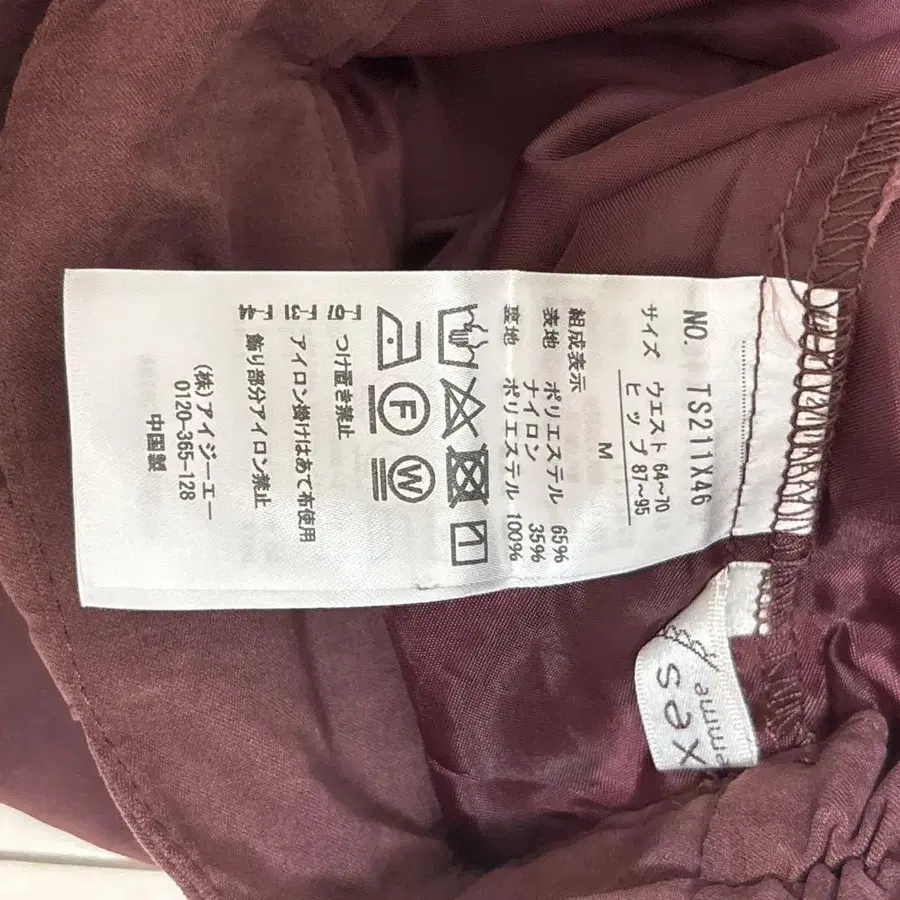 NO. TS211X46
サイズ ウエスト 64～70
ヒップ 87～95
M
組成表示
表地 ポリエステル 65%
ナイロン 35%
裏地 ポリエステル 100%
F
W
つけ置き禁止
アイロン掛けはあて布使用
飾り部分アイロン禁止
(株)アイジーエー
0120-365-128
中国製
sax